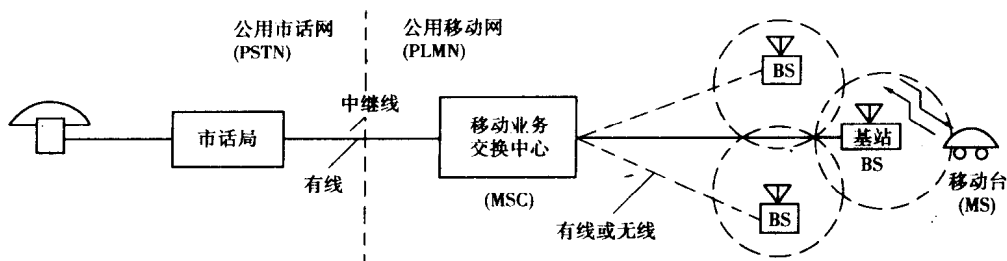 公用市话网
(PSTN)
公用移动网
(PLMN)
中继线
市话局
有线
移动业务
交换中心
(MSC)
有线或无线
BS
基站
BS
BS
移动台
(MS)